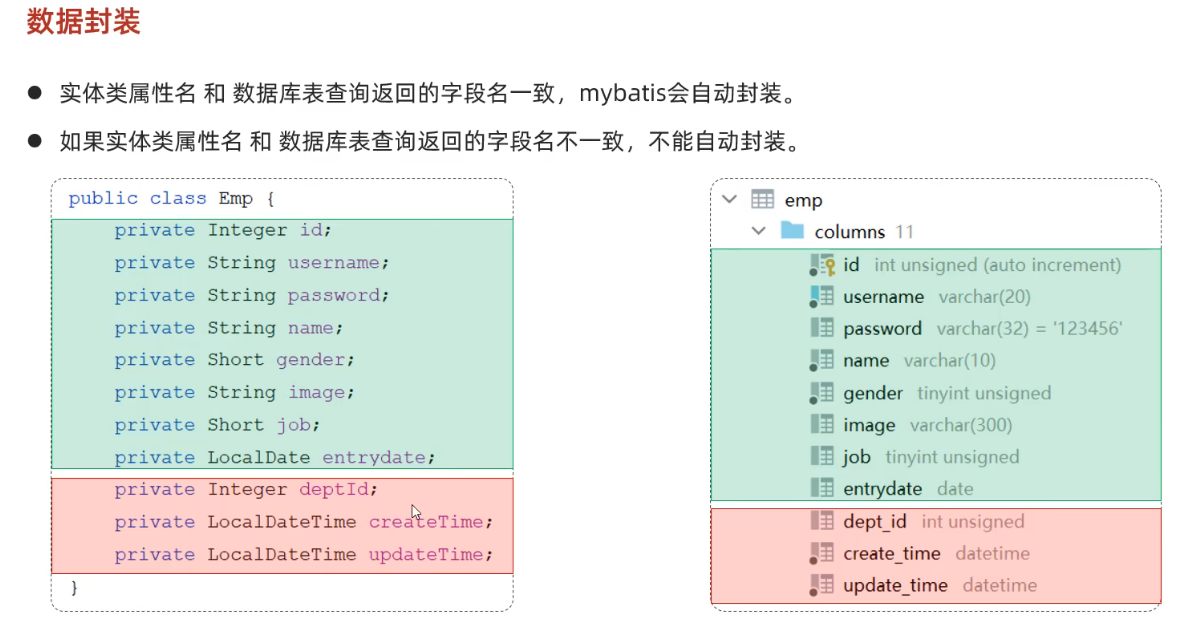 数据封装
● 实体类属性名 和 数据库表查询返回的字段名一致，mybatis会自动封装。
● 如果实体类属性名 和 数据库表查询返回的字段名不一致，不能自动封装。
public class Emp {
private Integer id;
private String username;
private String password;
private String name;
private Short gender;
private String image;
private Short job;
private LocalDate entrydate;
private Integer deptId;
private LocalDateTime createTime;
private LocalDateTime updateTime;
}
emp
columns 11
id int unsigned (auto increment)
username varchar(20)
password varchar(32) = '123456'
name varchar(10)
gender tinyint unsigned
image varchar(300)
job tinyint unsigned
entrydate date
dept_id int unsigned
create_time datetime
update_time datetime